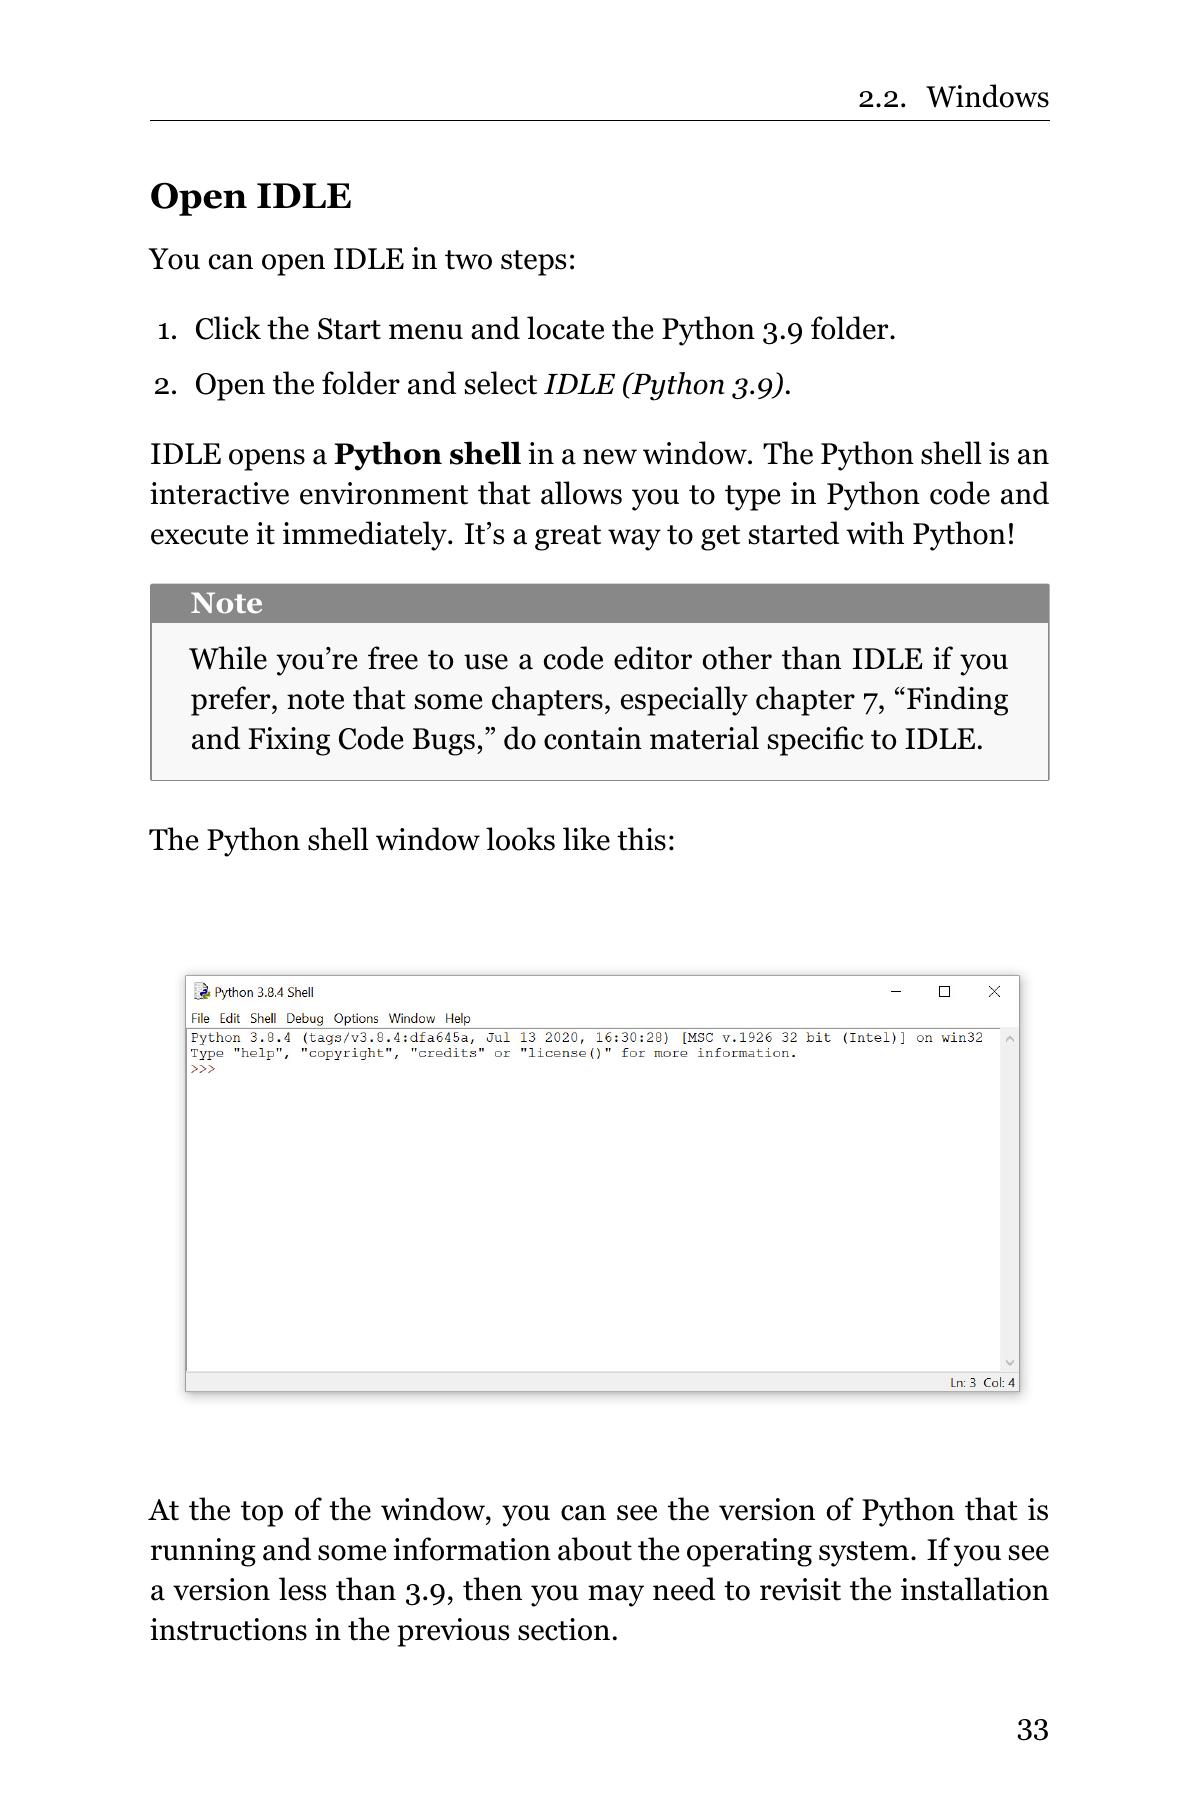 2.2. Windows
Open IDLE
You can open IDLE in two steps:
1. Click the Start menu and locate the Python 3.9 folder.
2. Open the folder and select IDLE (Python 3.9).
IDLE opens a Python shell in a new window. The Python shell is an
interactive environment that allows you to type in Python code and
execute it immediately. It’s a great way to get started with Python!
Note
While you’re free to use a code editor other than IDLE if you
prefer, note that some chapters, especially chapter 7, “Finding
and Fixing Code Bugs,” do contain material specific to IDLE.
The Python shell window looks like this:
Python 3.8.4 Shell
File Edit Shell Debug Options Window Help
Python 3.8.4 (tags/v3.8.4:dfa645a, Jul 13 2020, 16:30:28) [MSC v.1926 32 bit (Intel)] on win32
Type "help", "copyright", "credits" or "license()" for more information.
>>>
Ln: 3 Col: 4
At the top of the window, you can see the version of Python that is
running and some information about the operating system. If you see
a version less than 3.9, then you may need to revisit the installation
instructions in the previous section.
33